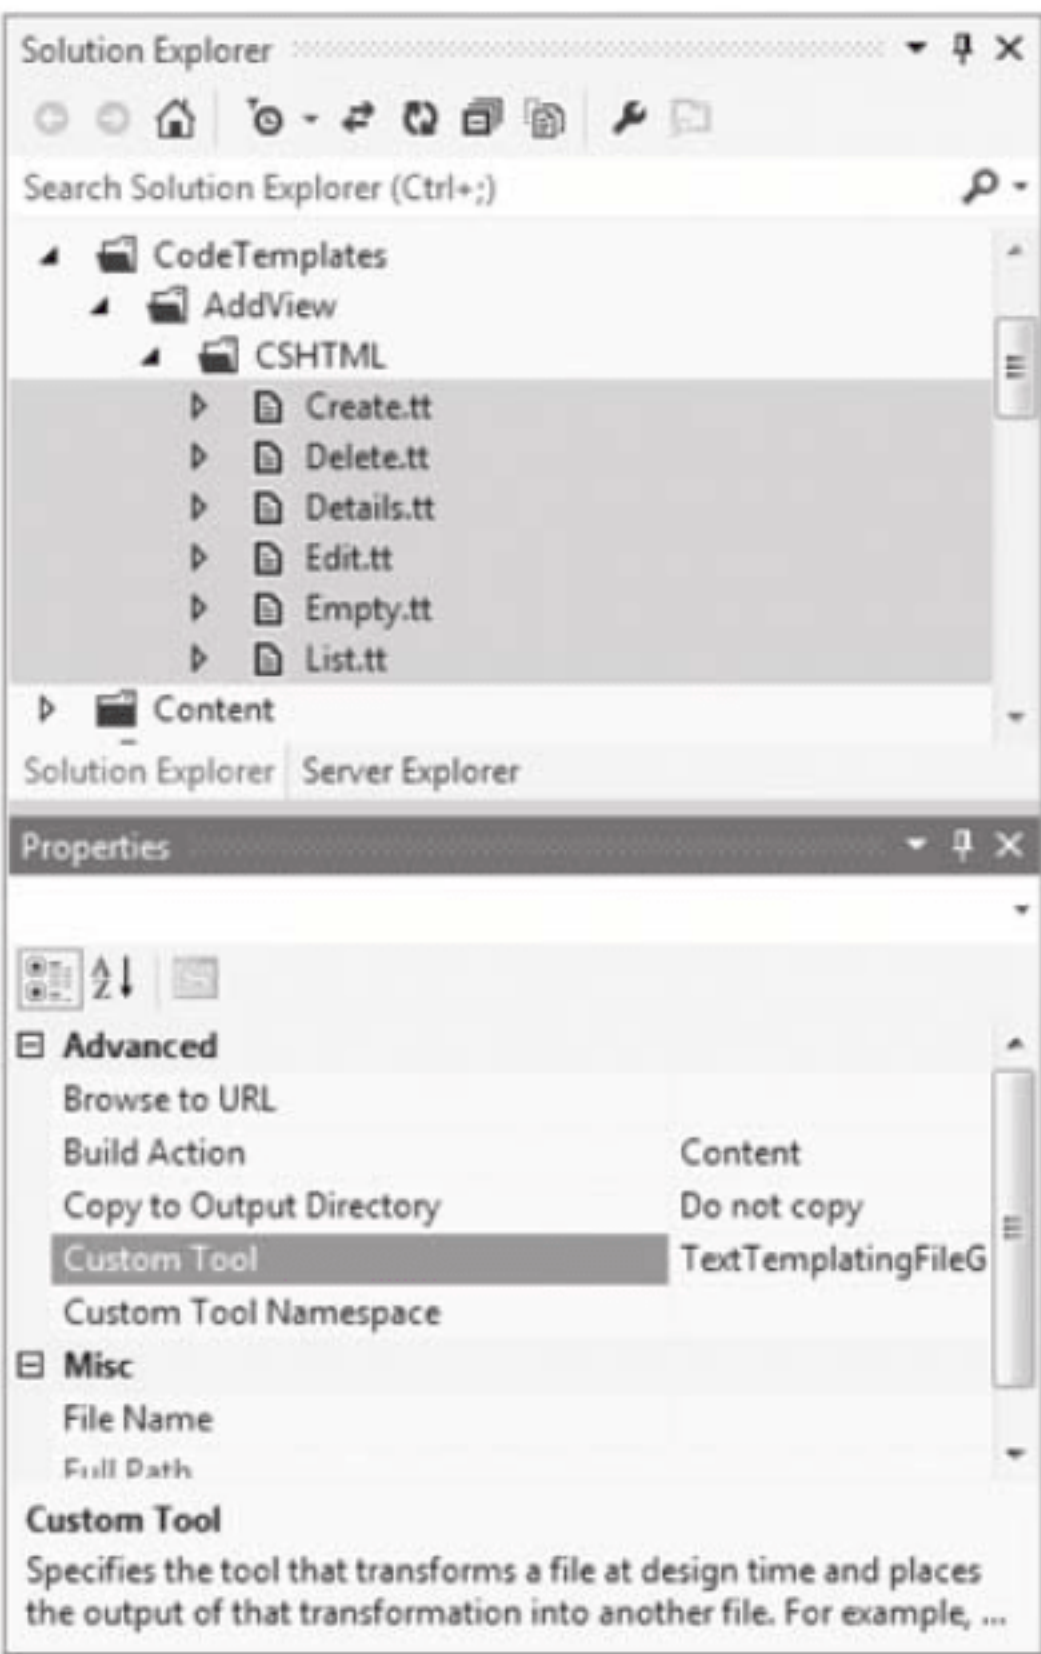 Solution Explorer
Search Solution Explorer (Ctrl+;)
CodeTemplates
AddView
CSHTML
Create.tt
Delete.tt
Details.tt
Edit.tt
Empty.tt
List.tt
Content
Solution Explorer Server Explorer
Properties
Advanced
Browse to URL
Build Action Content
Copy to Output Directory Do not copy
Custom Tool TextTemplatingFileG
Custom Tool Namespace
Misc
File Name
Full Path
Custom Tool
Specifies the tool that transforms a file at design time and places
the output of that transformation into another file. For example, ...